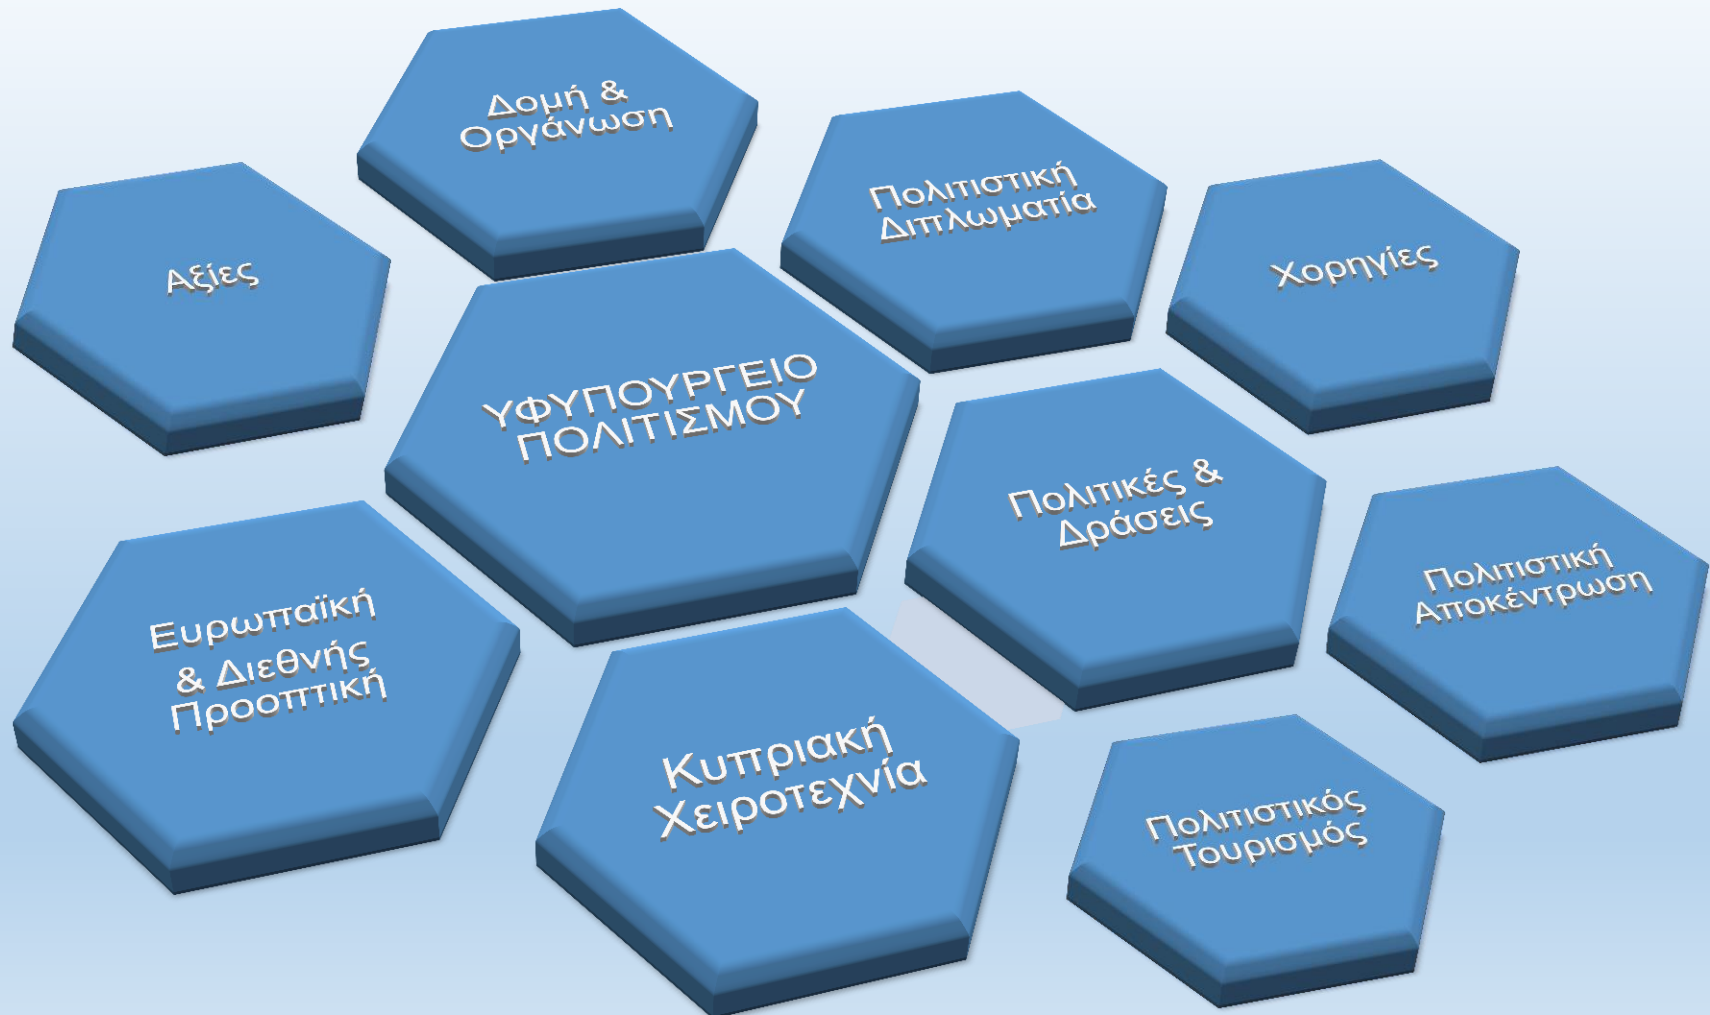 Δομή &
Οργάνωση
Πολιτιστική
Διπλωματία
Χορηγίες
Αξίες
ΥΦΥΠΟΥΡΓΕΙΟ
ΠΟΛΙΤΙΣΜΟΥ
Πολιτικές &
Δράσεις
Πολιτιστική
Αποκέντρωση
Ευρωπαϊκή
& Διεθνής
Προοπτική
Κυπριακή
Χειροτεχνία
Πολιτιστικός
Τουρισμός